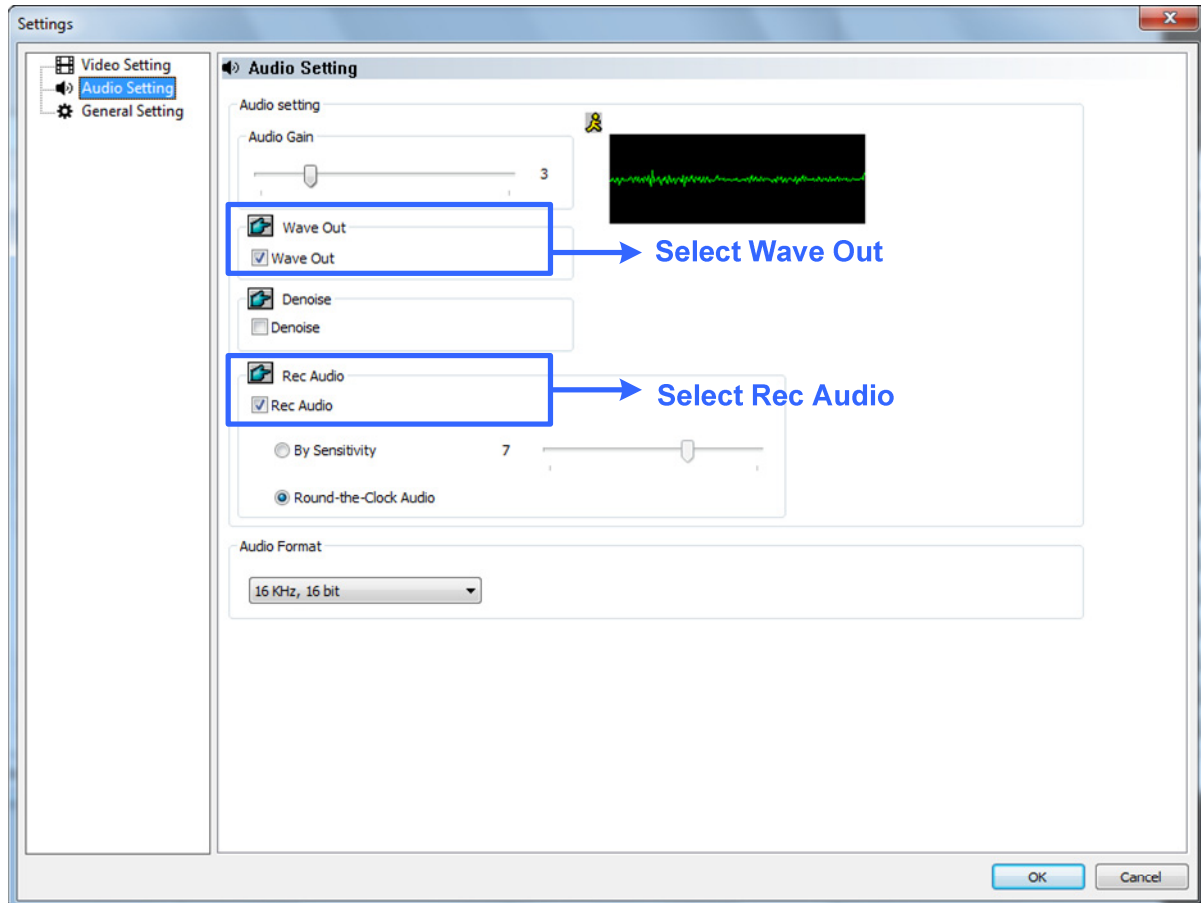 Settings
Video Setting
Audio Setting
General Setting
Audio Setting
Audio setting
Audio Gain
3
Wave Out
Wave Out
Select Wave Out
Denoise
Denoise
Rec Audio
Rec Audio
Select Rec Audio
By Sensitivity 7
Round-the-Clock Audio
Audio Format
16 KHz, 16 bit
OK Cancel